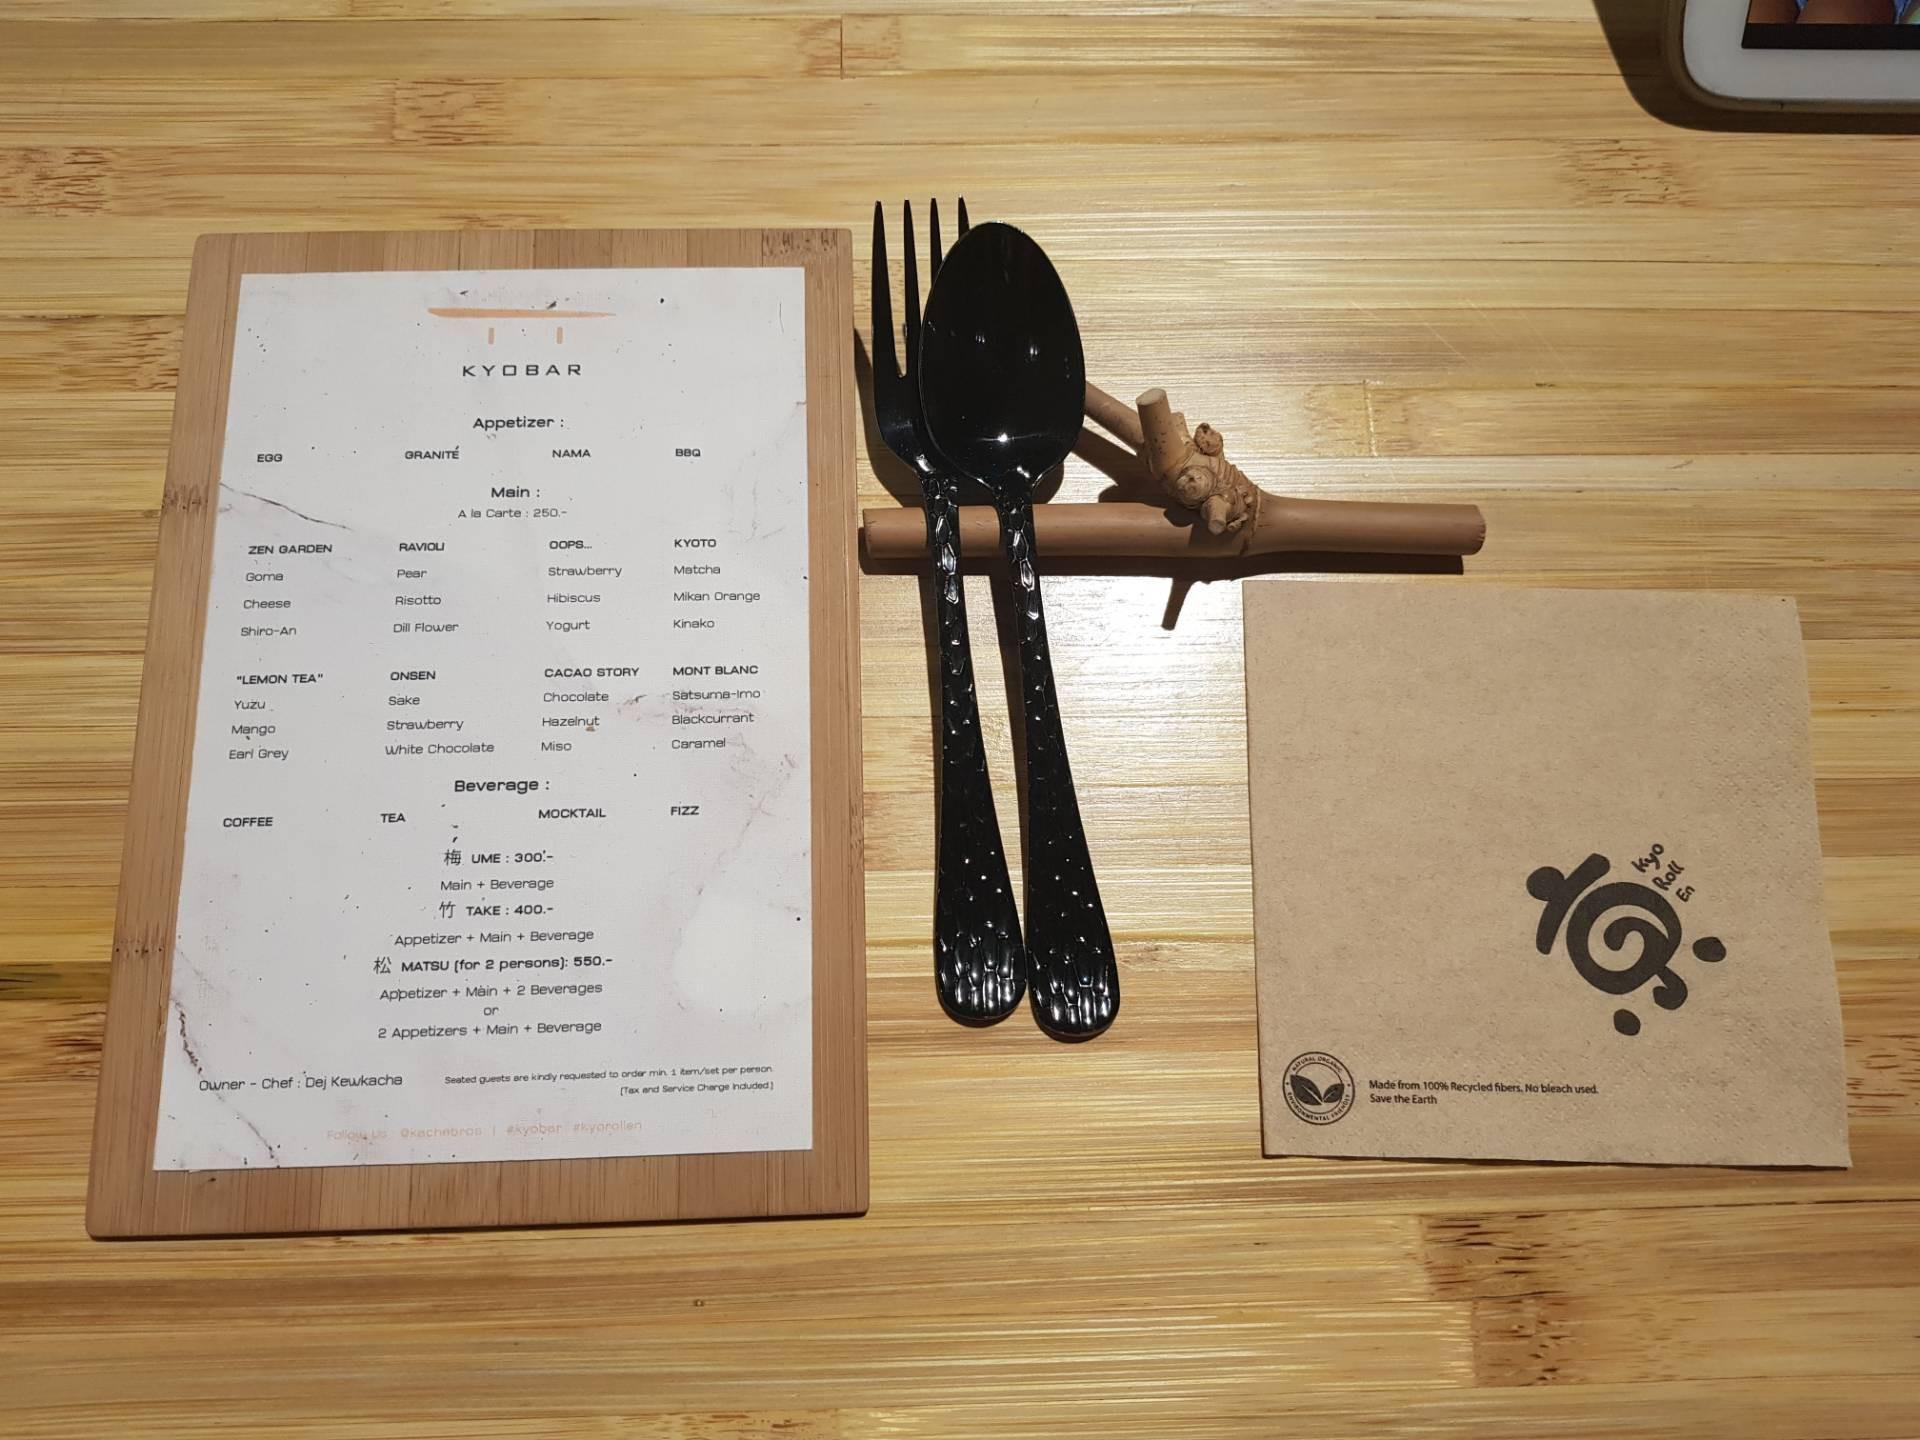 KYOBAR
Appetizer :
EGG GRANITÉ NAMA BBQ
Main :
A la Carte : 250.-
ZEN GARDEN RAVIOLI OOPS... KYOTO
Goma Pear Strawberry Matcha
Cheese Risotto Hibiscus Mikan Orange
Shiro-An Dill Flower Yogurt Kinako
"LEMON TEA" ONSEN CACAO STORY MONT BLANC
Yuzu Sake Chocolate Satsuma-Imo
Mango Strawberry Hazelnut Blackcurrant
Earl Grey White Chocolate Miso Caramel
Beverage :
COFFEE TEA MOCKTAIL FIZZ
梅 UME : 300.-
Main + Beverage
竹 TAKE : 400.-
Appetizer + Main + Beverage
松 MATSU (for 2 persons): 550.-
Appetizer + Main + 2 Beverages
or
2 Appetizers + Main + Beverage
Owner - Chef : Dej Kewkacha
Seated guests are kindly requested to order min. 1 item/set per person.
(Tax and Service Charge Included)
Follow Us : @kachabros | #kyobar #kyorollen
Kyo
Roll
En
NATURAL ORGANIC
ENVIRONMENTAL FRIENDLY
Made from 100% Recycled fibers. No bleach used.
Save the Earth